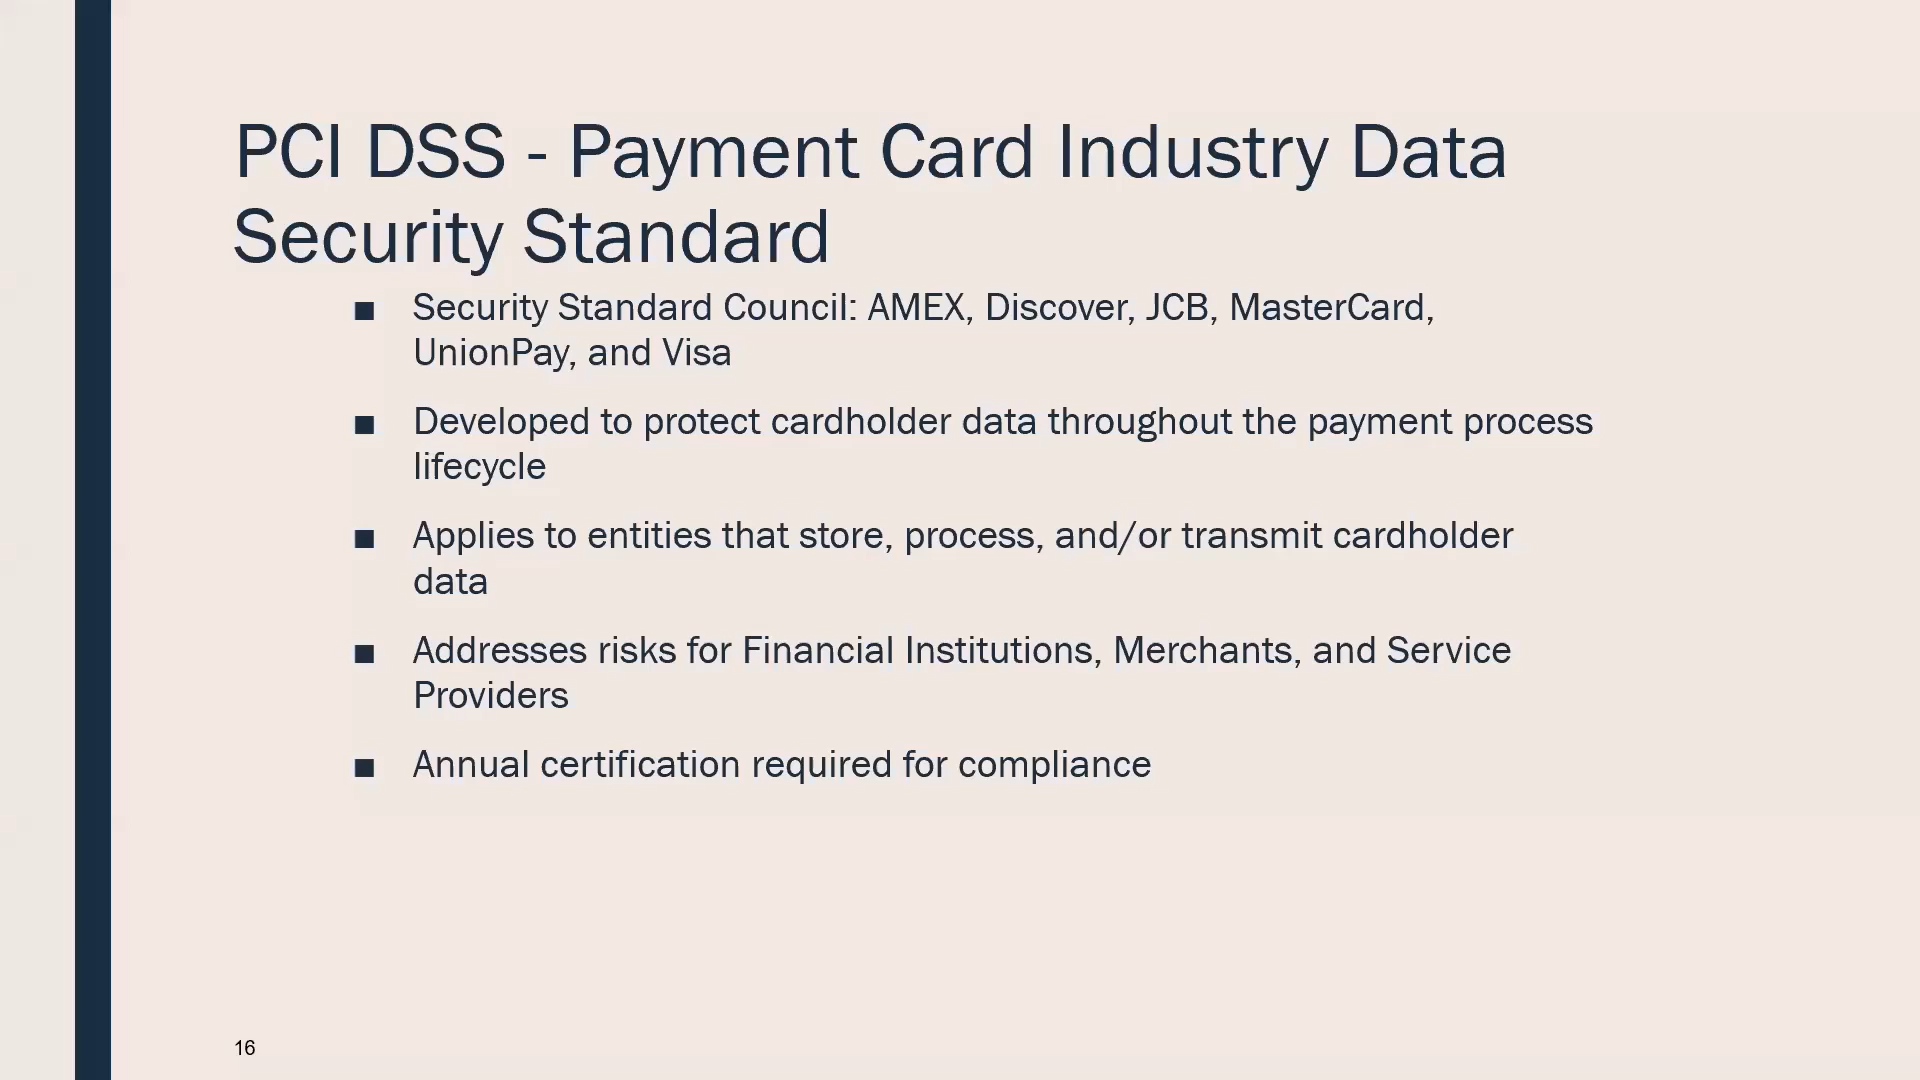 PCI DSS - Payment Card Industry Data
Security Standard
■ Security Standard Council: AMEX, Discover, JCB, MasterCard,
UnionPay, and Visa
■ Developed to protect cardholder data throughout the payment process
lifecycle
■ Applies to entities that store, process, and/or transmit cardholder
data
■ Addresses risks for Financial Institutions, Merchants, and Service
Providers
■ Annual certification required for compliance
16